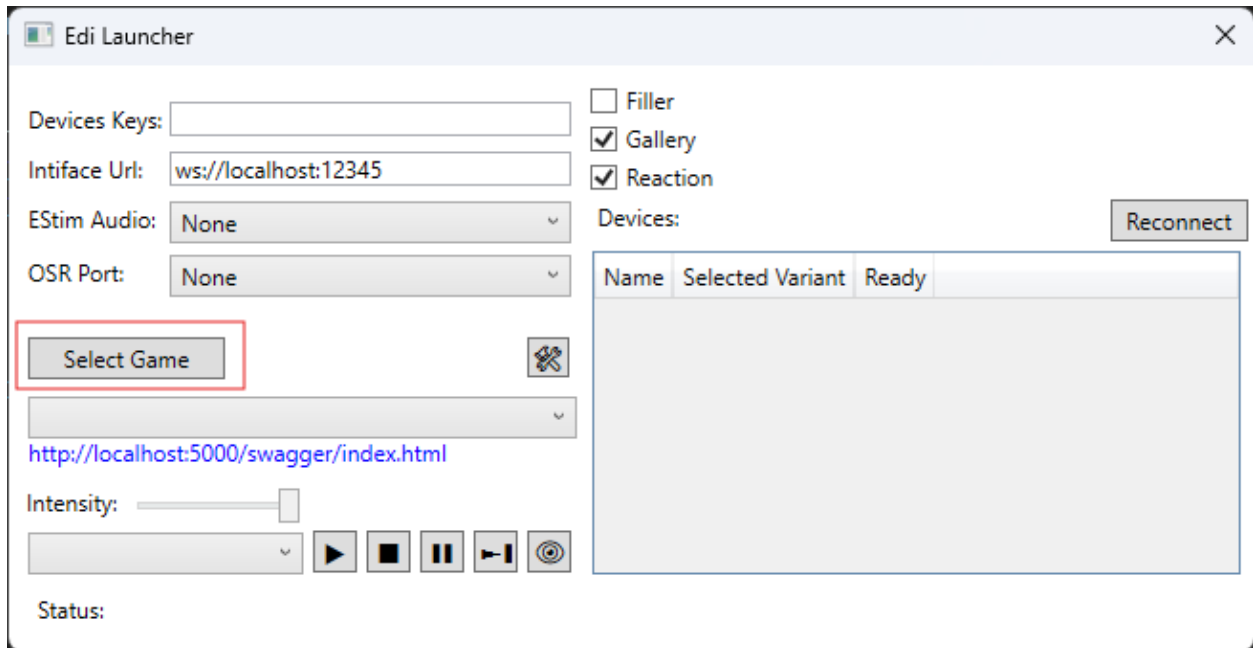 Edi Launcher
Devices Keys:
Intiface Url: ws://localhost:12345
EStim Audio: None
OSR Port: None
Select Game
http://localhost:5000/swagger/index.html
Intensity:
Status:
Filler
Gallery
Reaction
Devices: Reconnect
Name Selected Variant Ready